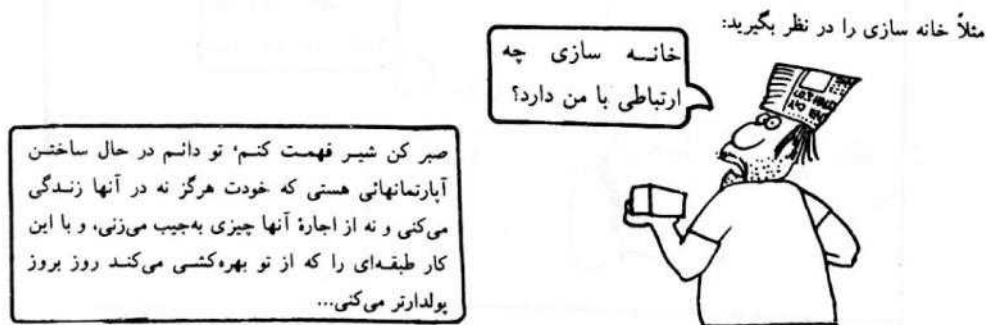 مثلاً خانه سازی را در نظر بگیرید:
خانه سازی چه
ارتباطی با من دارد؟
صبر کن شیر فهمت کنم، تو دائم در حال ساختن
آپارتمانهائی هستی که خودت هرگز نه در آنها زندگی
می‌کنی و نه از اجارهٔ آنها چیزی به‌جیب می‌زنی، و با این
کار طبقه‌ای را که از تو بهره‌کشی می‌کند روز بروز
پولدارتر می‌کنی...